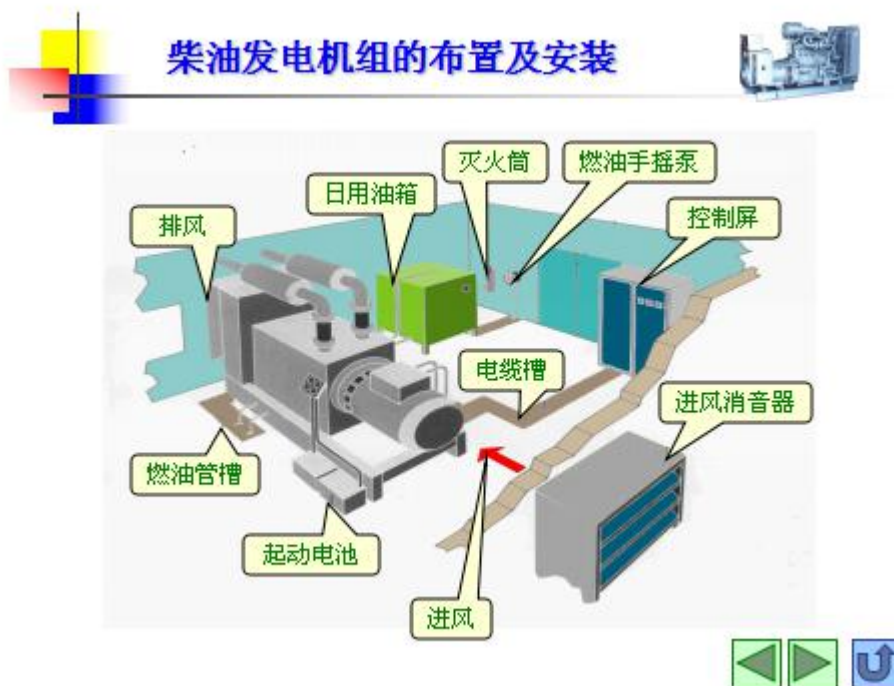 柴油发电机组的布置及安装
灭火筒
燃油手摇泵
日用油箱
排风
控制屏
电缆槽
进风消音器
燃油管槽
起动电池
进风